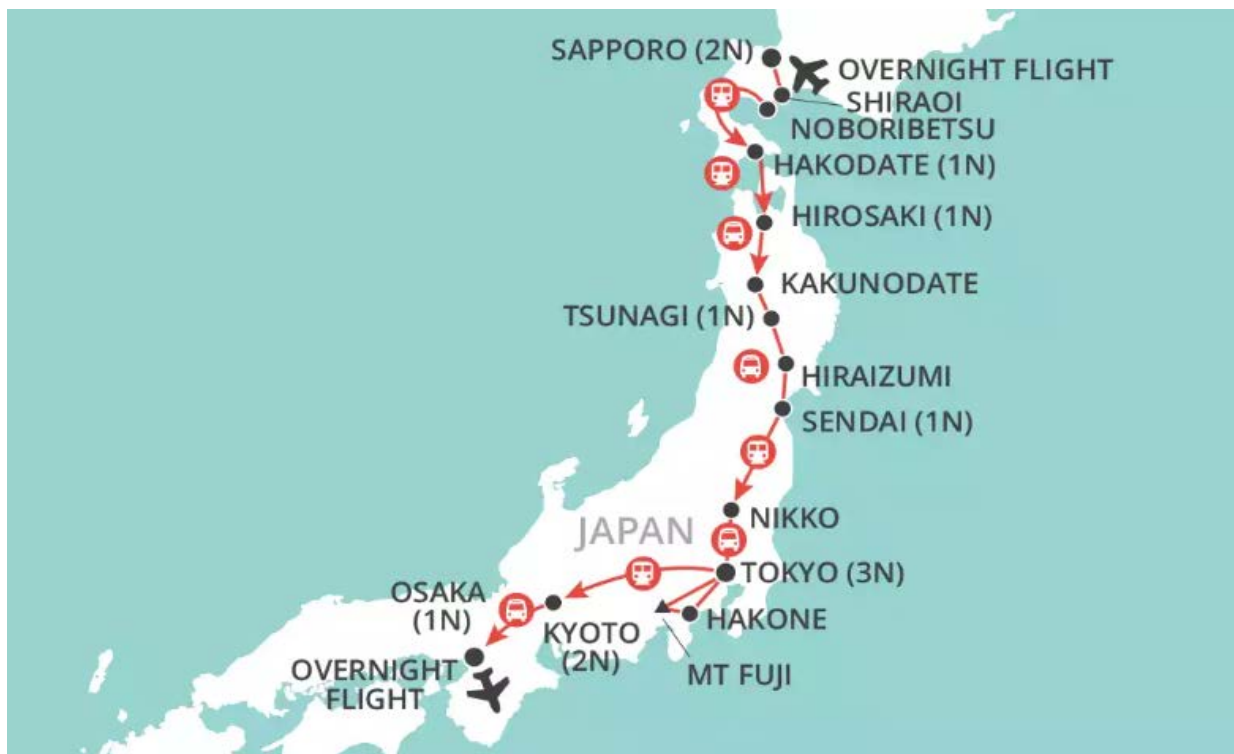 SAPPORO (2N)
OVERNIGHT FLIGHT
SHIRAOI
NOBORIBETSU
HAKODATE (1N)
HIROSAKI (1N)
KAKUNODATE
TSUNAGI (1N)
HIRAIZUMI
SENDAI (1N)
NIKKO
JAPAN
TOKYO (3N)
OSAKA
(1N)
HAKONE
KYOTO
(2N)
MT FUJI
OVERNIGHT
FLIGHT